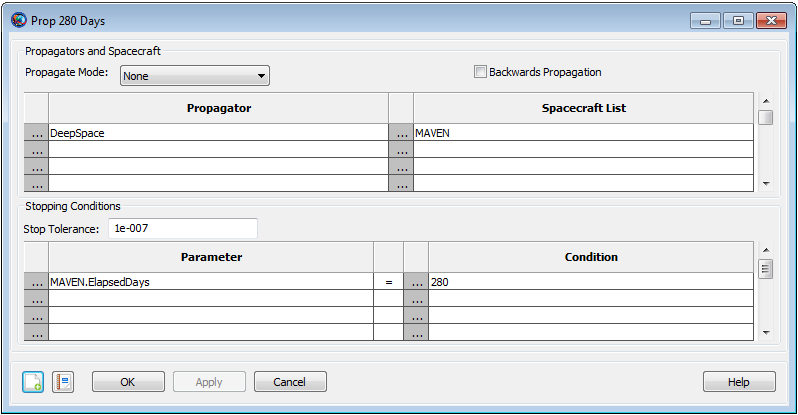 Prop 280 Days
Propagators and Spacecraft
Propagate Mode: None Backwards Propagation
Propagator Spacecraft List
... DeepSpace ... MAVEN
... ...
... ...
... ...
Stopping Conditions
Stop Tolerance: 1e-007
Parameter Condition
... MAVEN.ElapsedDays = ... 280
... ...
... ...
... ...
OK Apply Cancel Help